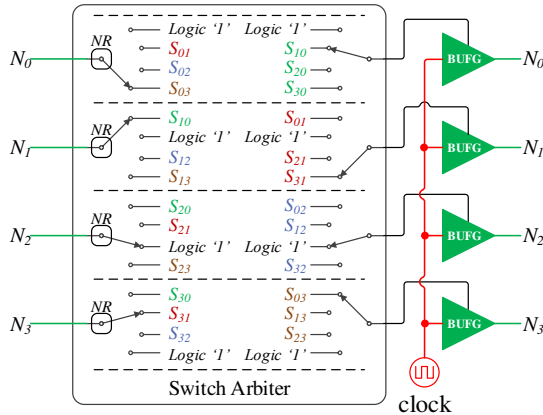 Logic '1' Logic '1'
NR S01 S10
N0 S02 S20 BUFG N0
S03 S30
S10 S01
NR Logic '1' Logic '1'
N1 S12 S21 BUFG N1
S13 S31
S20 S02
NR S21 S12
N2 Logic '1' Logic '1' BUFG N2
S23 S32
S30 S03
NR S31 S13
N3 S32 S23 BUFG N3
Logic '1' Logic '1'
Switch Arbiter
clock